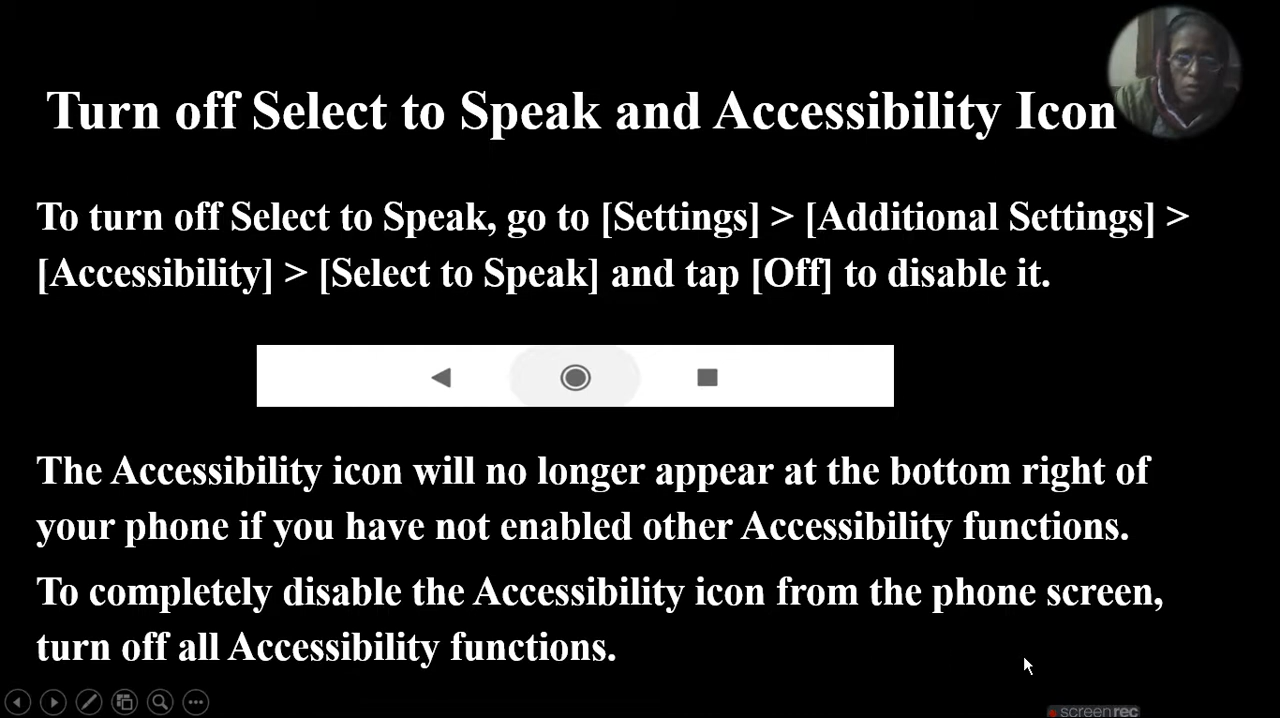 Turn off Select to Speak and Accessibility Icon
To turn off Select to Speak, go to [Settings] > [Additional Settings] >
[Accessibility] > [Select to Speak] and tap [Off] to disable it.
The Accessibility icon will no longer appear at the bottom right of
your phone if you have not enabled other Accessibility functions.
To completely disable the Accessibility icon from the phone screen,
turn off all Accessibility functions.
screenrec